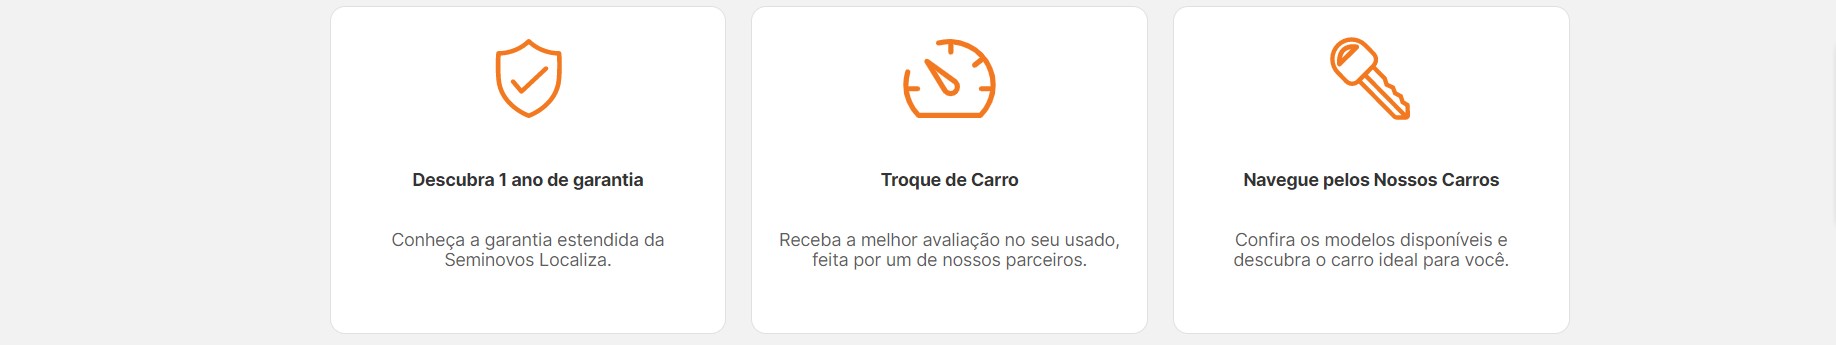 Descubra 1 ano de garantia
Conheça a garantia estendida da
Seminovos Localiza.
Troque de Carro
Receba a melhor avaliação no seu usado,
feita por um de nossos parceiros.
Navegue pelos Nossos Carros
Confira os modelos disponíveis e
descubra o carro ideal para você.